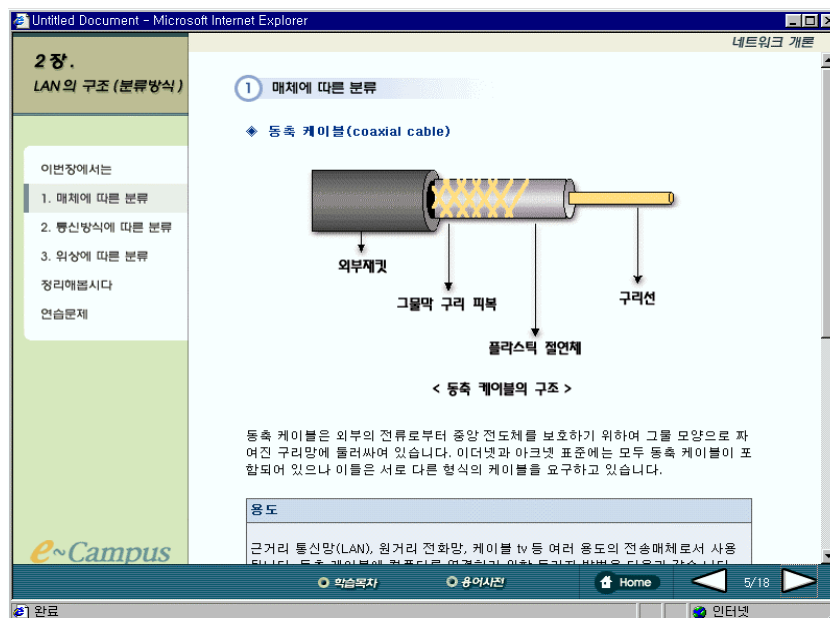 Untitled Document - Microsoft Internet Explorer
네트워크 개론
2장.
LAN의 구조(분류방식)
이번장에서는
1. 매체에 따른 분류
2. 통신방식에 따른 분류
3. 위상에 따른 분류
정리해봅시다
연습문제
e~Campus
1 매체에 따른 분류
◈ 동축 케이블(coaxial cable)
외부재킷
그물막 구리 피복
구리선
플라스틱 절연체
< 동축 케이블의 구조 >
동축 케이블은 외부의 전류로부터 중앙 전도체를 보호하기 위하여 그물 모양으로 짜
여진 구리망에 둘러싸여 있습니다. 이더넷과 아크넷 표준에는 모두 동축 케이블이 포
함되어 있으나 이들은 서로 다른 형식의 케이블을 요구하고 있습니다.
용도
근거리 통신망(LAN), 원거리 전화망, 케이블 tv 등 여러 용도의 전송매체로서 사용
학습목차
용어사전
Home
5/18
완료
인터넷